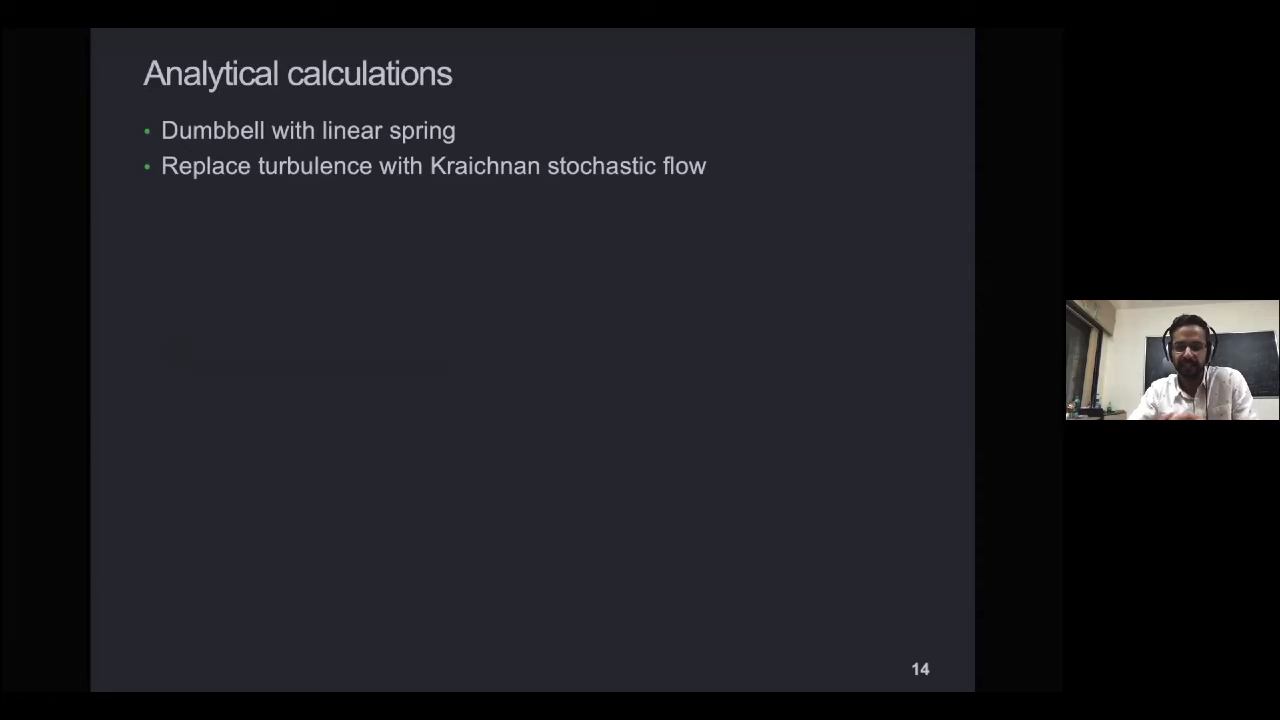 Analytical calculations
• Dumbbell with linear spring
• Replace turbulence with Kraichnan stochastic flow
14